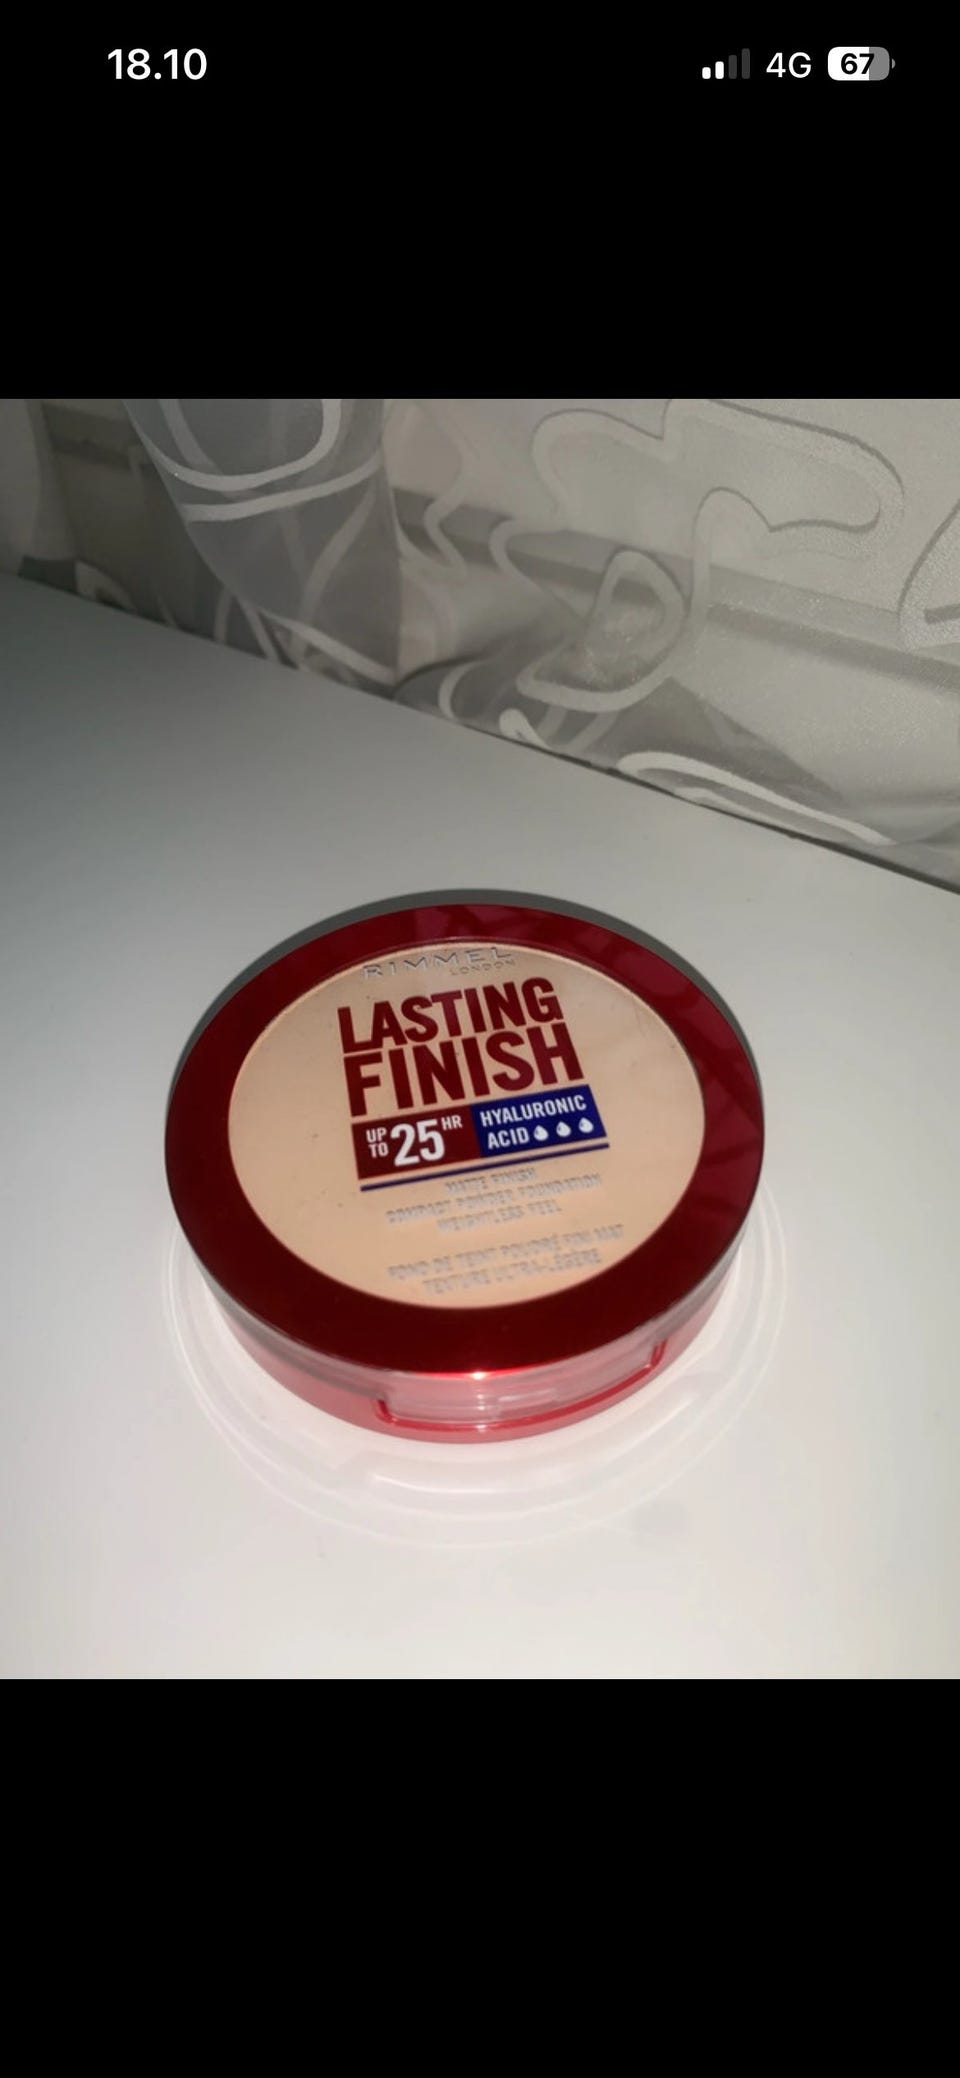 18.10
4G
67
RIMMEL
LONDON
LASTING
FINISH
UP
TO
25 HR
HYALURONIC
ACID
MATTE FINISH
COMPACT POWDER FOUNDATION
WEIGHTLESS FEEL
FOND DE TEINT POUDRÉ FINI MAT
TEXTURE ULTRA-LÉGÈRE